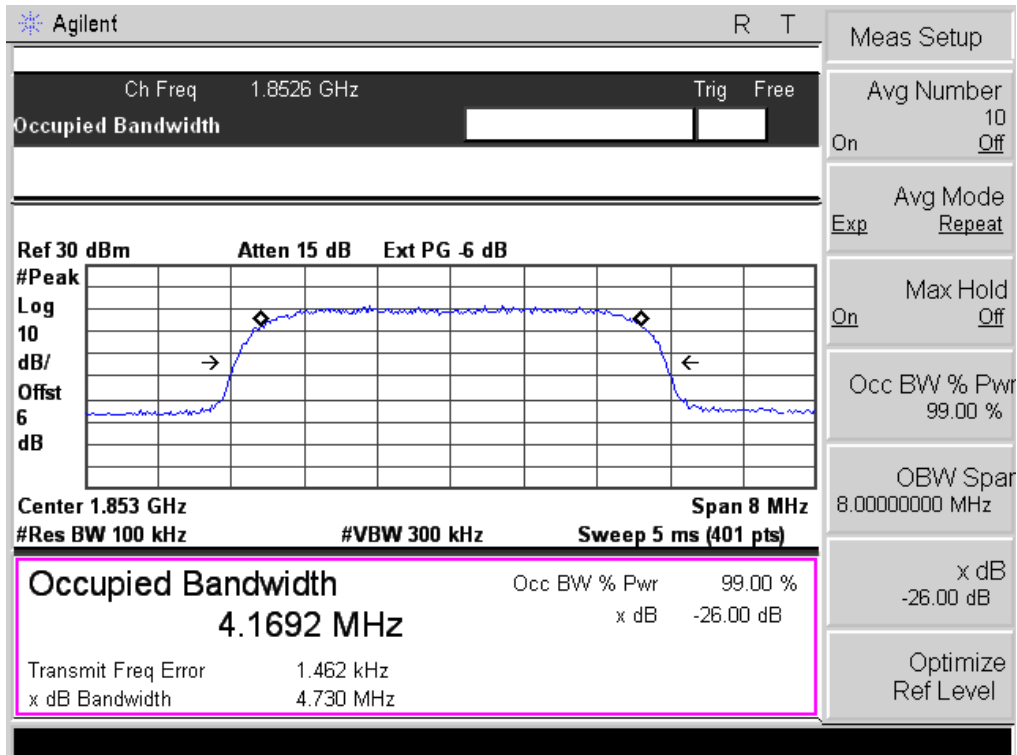 Agilent R T
Ch Freq 1.8526 GHz Trig Free
Occupied Bandwidth
Ref 30 dBm Atten 15 dB Ext PG -6 dB
#Peak
Log
10
dB/
Offst
6
dB
Center 1.853 GHz Span 8 MHz
#Res BW 100 kHz #VBW 300 kHz Sweep 5 ms (401 pts)
Occupied Bandwidth Occ BW % Pwr 99.00 %
4.1692 MHz x dB -26.00 dB
Transmit Freq Error 1.462 kHz
x dB Bandwidth 4.730 MHz
Meas Setup
Avg Number
10
On Off
Avg Mode
Exp Repeat
Max Hold
On Off
Occ BW % Pwr
99.00 %
OBW Span
8.00000000 MHz
x dB
-26.00 dB
Optimize
Ref Level